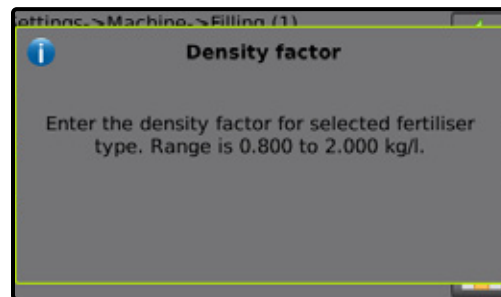 ettings->Machine->Filling (1)
Density factor
Enter the density factor for selected fertiliser
type. Range is 0.800 to 2.000 kg/l.